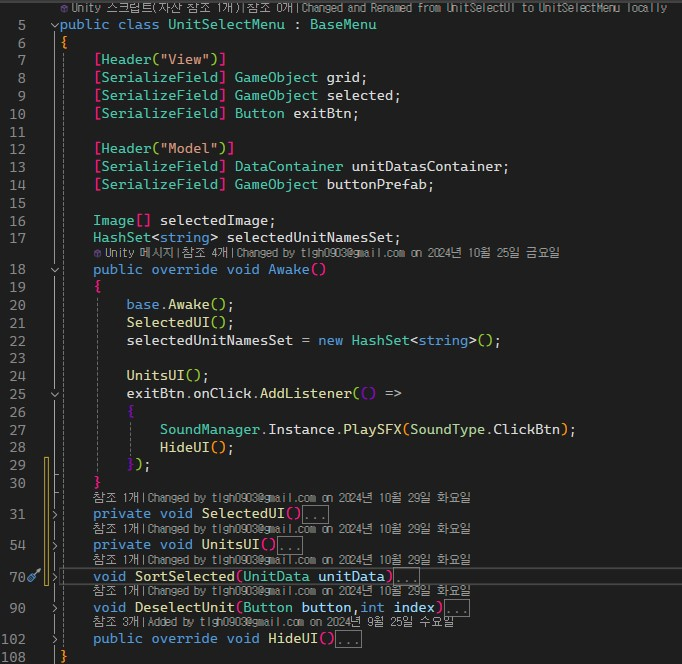 Unity 스크립트(자산 참조 1개)|참조 0개|Changed and Renamed from UnitSelectUI to UnitSelectMenu locally
5 public class UnitSelectMenu : BaseMenu
6 {
7 [Header("View")]
8 [SerializeField] GameObject grid;
9 [SerializeField] GameObject selected;
10 [SerializeField] Button exitBtn;
11
12 [Header("Model")]
13 [SerializeField] DataContainer unitDatasContainer;
14 [SerializeField] GameObject buttonPrefab;
15
16 Image[] selectedImage;
17 HashSet<string> selectedUnitNamesSet;
Unity 메시지|참조 4개|Changed by tlgh0903@gmail.com on 2024년 10월 25일 금요일
18 public override void Awake()
19 {
20 base.Awake();
21 SelectedUI();
22 selectedUnitNamesSet = new HashSet<string>();
23
24 UnitsUI();
25 exitBtn.onClick.AddListener(() =>
26 {
27 SoundManager.Instance.PlaySFX(SoundType.ClickBtn);
28 HideUI();
29 });
30 }
참조 1개|Changed by tlgh0903@gmail.com on 2024년 10월 29일 화요일
31 private void SelectedUI()...
참조 1개|Changed by tlgh0903@gmail.com on 2024년 10월 29일 화요일
54 private void UnitsUI()...
참조 1개|Changed by tlgh0903@gmail.com on 2024년 10월 29일 화요일
70 void SortSelected(UnitData unitData)...
참조 1개|Changed by tlgh0903@gmail.com on 2024년 10월 29일 화요일
90 void DeselectUnit(Button button,int index)...
참조 3개|Added by tlgh0903@gmail.com on 2024년 9월 25일 수요일
102 public override void HideUI()...
108 }